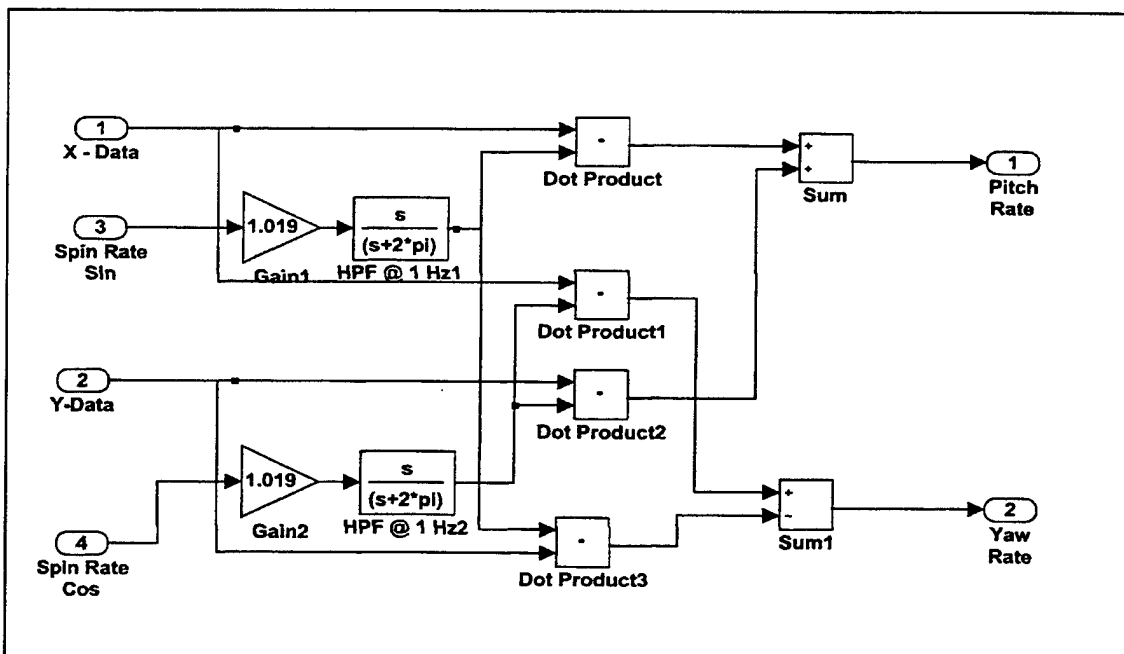 1
X - Data
-
Dot Product
+
+
Sum
1
Pitch
Rate
3
Spin Rate
Sin
1.019
Gain1
s
(s+2*pi)
HPF @ 1 Hz1
-
Dot Product1
2
Y-Data
-
Dot Product2
4
Spin Rate
Cos
1.019
Gain2
s
(s+2*pi)
HPF @ 1 Hz2
-
Dot Product3
+
−
Sum1
2
Yaw
Rate